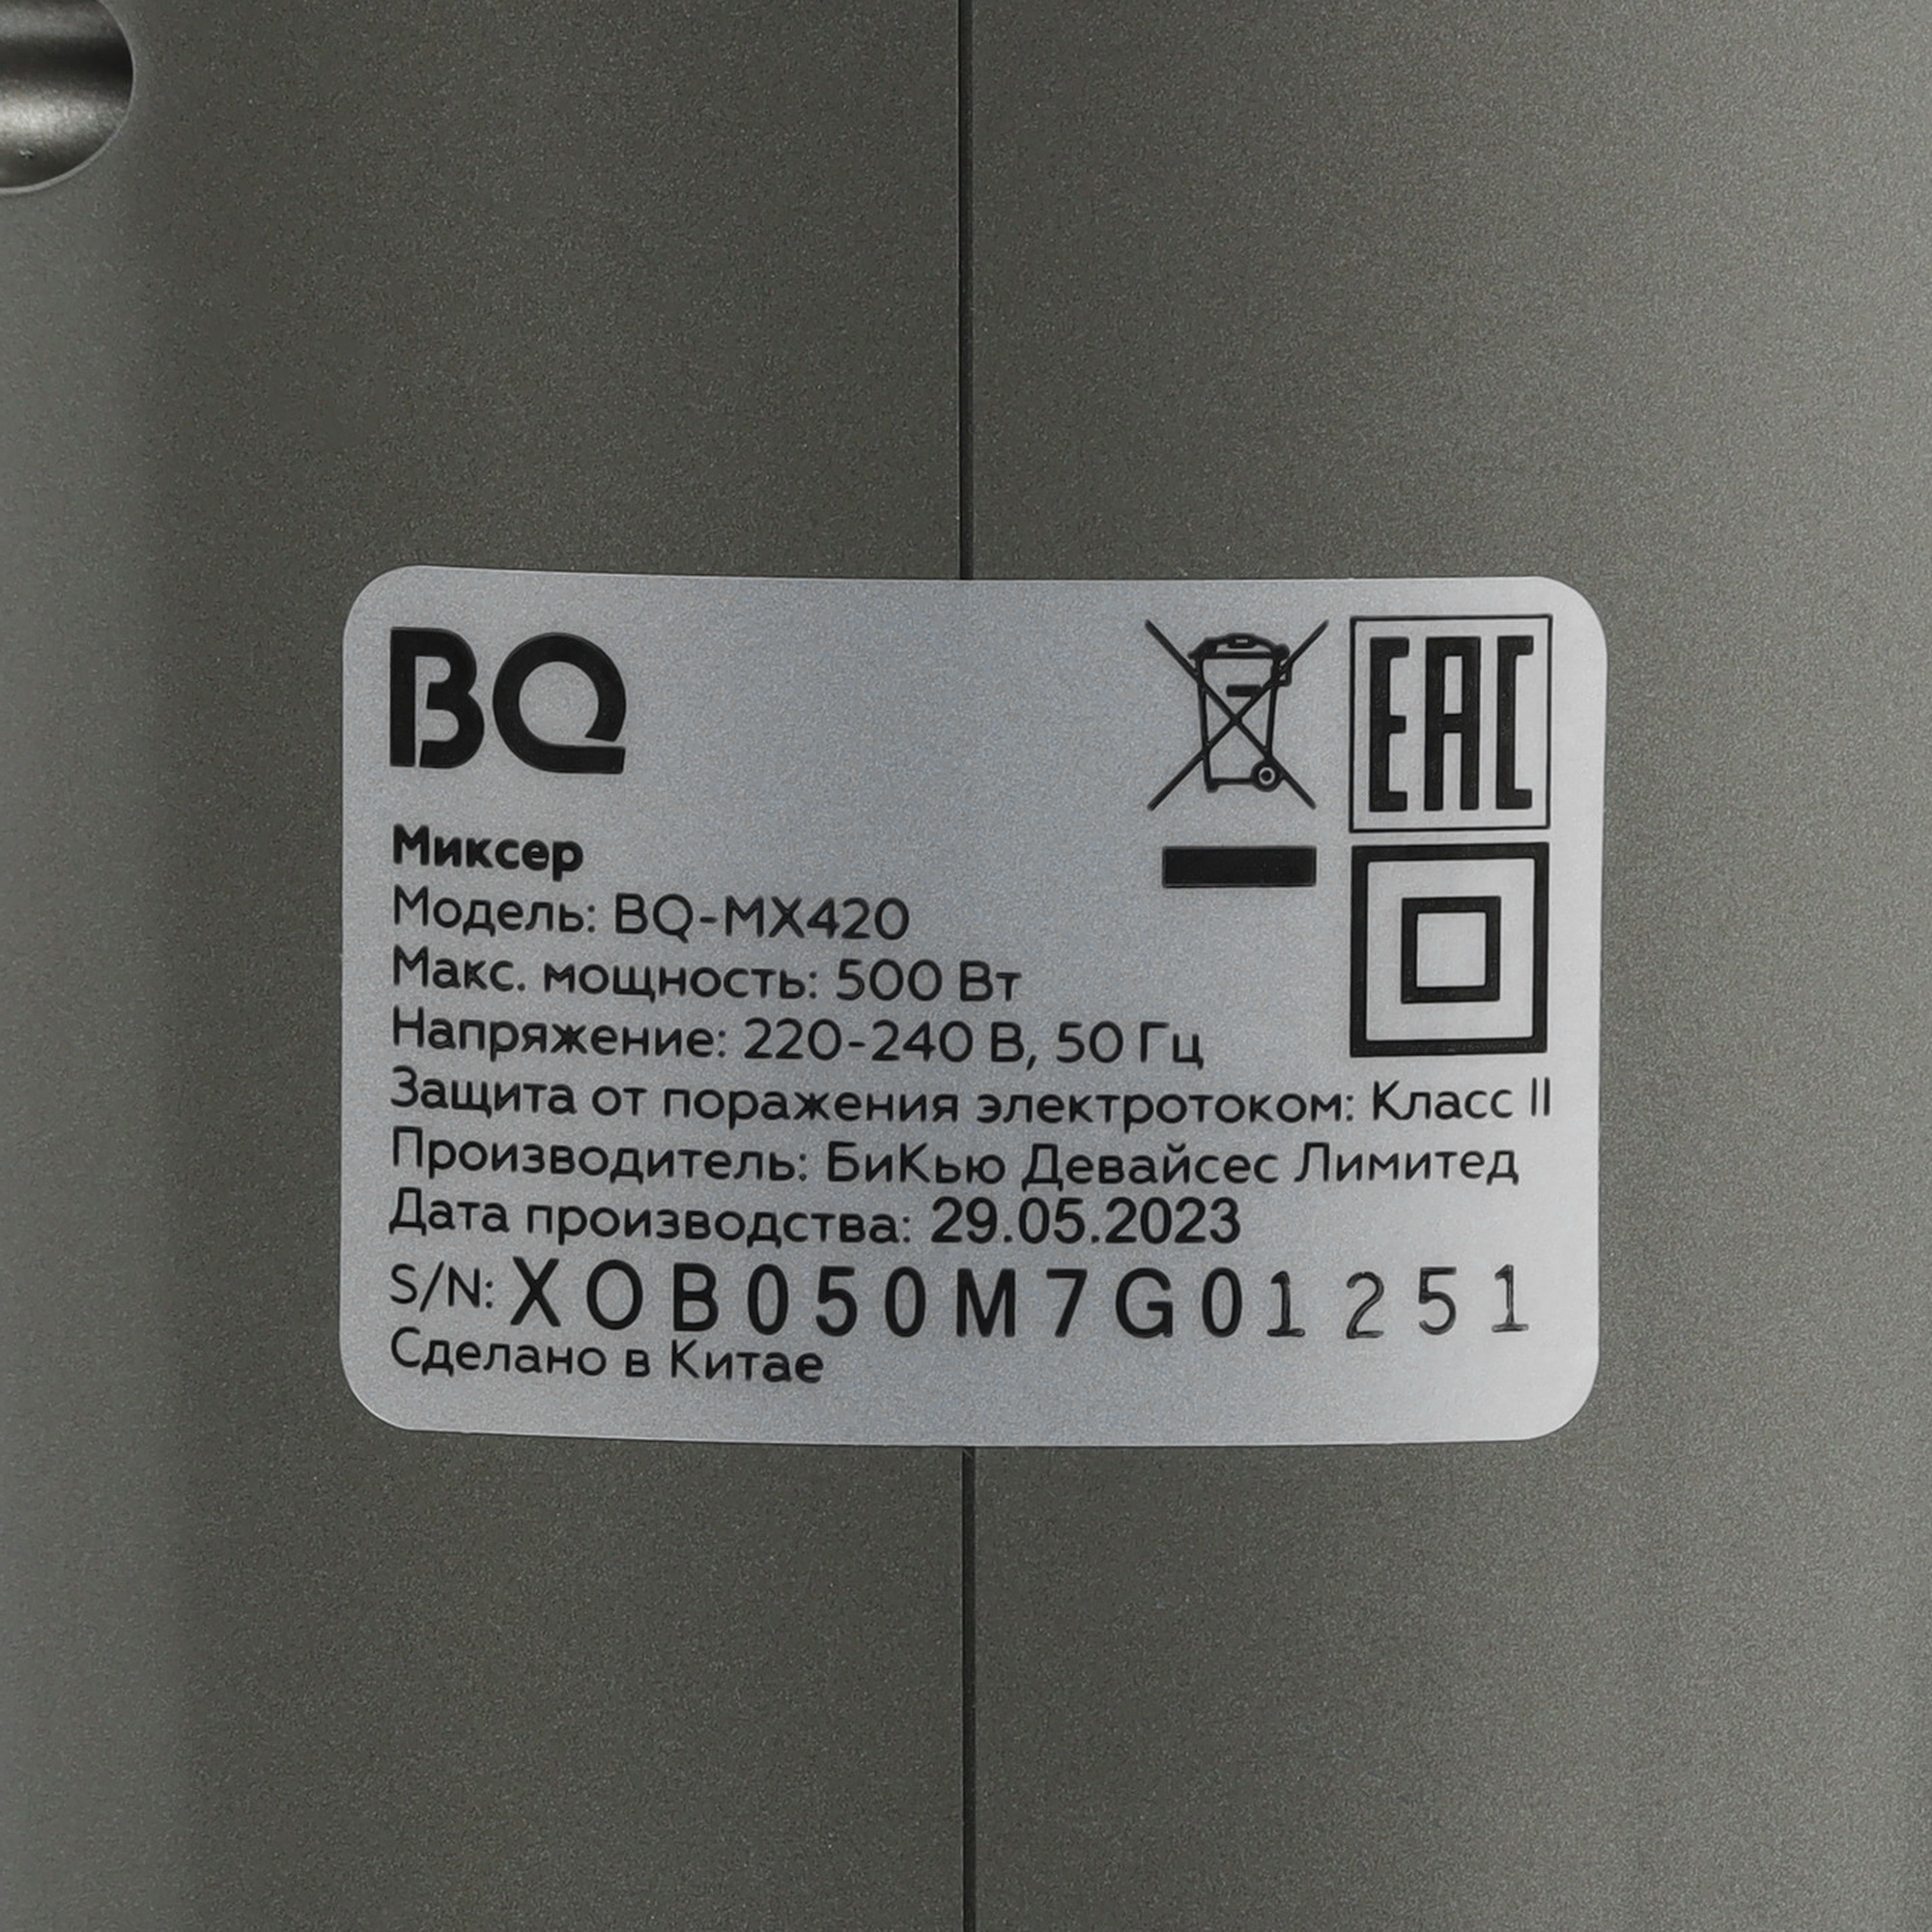 BQ
EAC
Миксер
Модель: BQ-MX420
Макс. мощность: 500 Вт
Напряжение: 220-240 В, 50 Гц
Защита от поражения электротоком: Класс II
Производитель: БиКью Девайсес Лимитед
Дата производства: 29.05.2023
S/N: XOB050M7G01251
Сделано в Китае